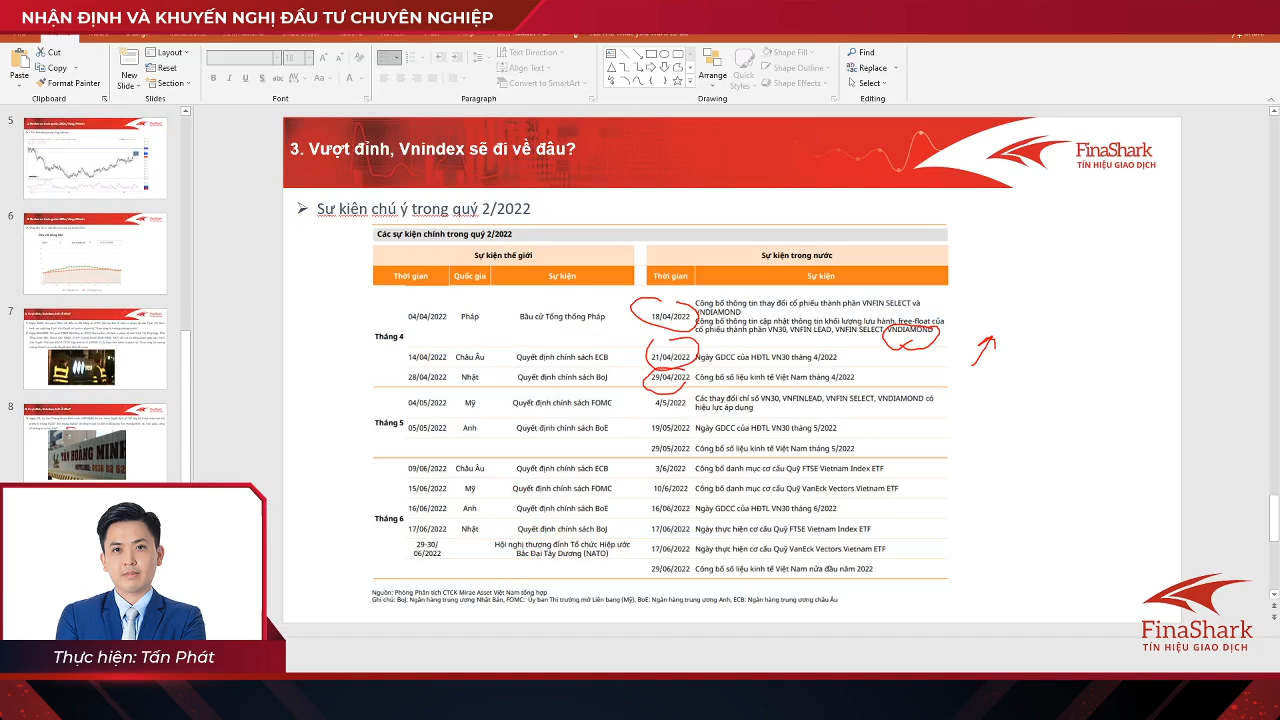 NHẬN ĐỊNH VÀ KHUYẾN NGHỊ ĐẦU TƯ CHUYÊN NGHIỆP
Paste
Cut
Copy
Format Painter
Clipboard
New
Slide
Layout
Reset
Section
Slides
18
Font
Text Direction
Align Text
Convert to SmartArt
Paragraph
Arrange
Quick
Styles
Shape Fill
Shape Outline
Shape Effects
Drawing
Find
Replace
Select
Editing
5
6
7
8
TÂN HOÀNG MINH
3. Vượt đỉnh, Vnindex sẽ đi về đâu?
FinaShark
TÍN HIỆU GIAO DỊCH
Sự kiện chú ý trong quý 2/2022
Các sự kiện chính trong quý 2/2022
Sự kiện thế giới
Sự kiện trong nước
Thời gian Quốc gia Sự kiện Thời gian Sự kiện
Tháng 4
04/04/2022 Pháp Bầu cử Tổng thống Pháp 18/04/2022 Công bố thông tin thay đổi cổ phiếu thành phần VNFIN SELECT và
VNDIAMOND
Công bố thông tin cập nhật thông tin khối lượng lưu hành, free-float của
cổ phiếu thành phần VN30, VNFIN LEAD, VNFIN SELECT, VNDIAMOND
14/04/2022 Châu Âu Quyết định chính sách ECB 21/04/2022 Ngày GDCC của HĐTL VN30 tháng 4/2022
28/04/2022 Nhật Quyết định chính sách BoJ 29/04/2022 Công bố số liệu kinh tế Việt Nam tháng 4/2022
Tháng 5
04/05/2022 Mỹ Quyết định chính sách FOMC 4/5/2022 Các thay đổi chỉ số VN30, VNFINLEAD, VNFIN SELECT, VNDIAMOND có
hiệu lực áp dụng
05/05/2022 Anh Quyết định chính sách BoE 19/05/2022 Ngày GDCC của HĐTL VN30 tháng 5/2022
29/05/2022 Công bố số liệu kinh tế Việt Nam tháng 5/2022
Tháng 6
09/06/2022 Châu Âu Quyết định chính sách ECB 3/6/2022 Công bố danh mục cơ cấu Quỹ FTSE Vietnam Index ETF
15/06/2022 Mỹ Quyết định chính sách FOMC 10/6/2022 Công bố danh mục cơ cấu Quỹ VanEck Vectors Vietnam ETF
16/06/2022 Anh Quyết định chính sách BoE 16/06/2022 Ngày GDCC của HĐTL VN30 tháng 6/2022
17/06/2022 Nhật Quyết định chính sách BoJ 17/06/2022 Ngày thực hiện cơ cấu Quỹ FTSE Vietnam Index ETF
29-30/
06/2022 Hội nghị thượng đỉnh Tổ chức Hiệp ước
Bắc Đại Tây Dương (NATO) 17/06/2022 Ngày thực hiện cơ cấu Quỹ VanEck Vectors Vietnam ETF
29/06/2022 Công bố số liệu kinh tế Việt Nam nửa đầu năm 2022
Nguồn: Phòng Phân tích CTCK Mirae Asset Việt Nam tổng hợp
Ghi chú: BoJ: Ngân hàng trung ương Nhật Bản, FOMC: Ủy ban Thị trường mở Liên bang (Mỹ), BoE: Ngân hàng trung ương Anh, ECB: Ngân hàng trung ương châu Âu
FinaShark
TÍN HIỆU GIAO DỊCH
Thực hiện: Tấn Phát